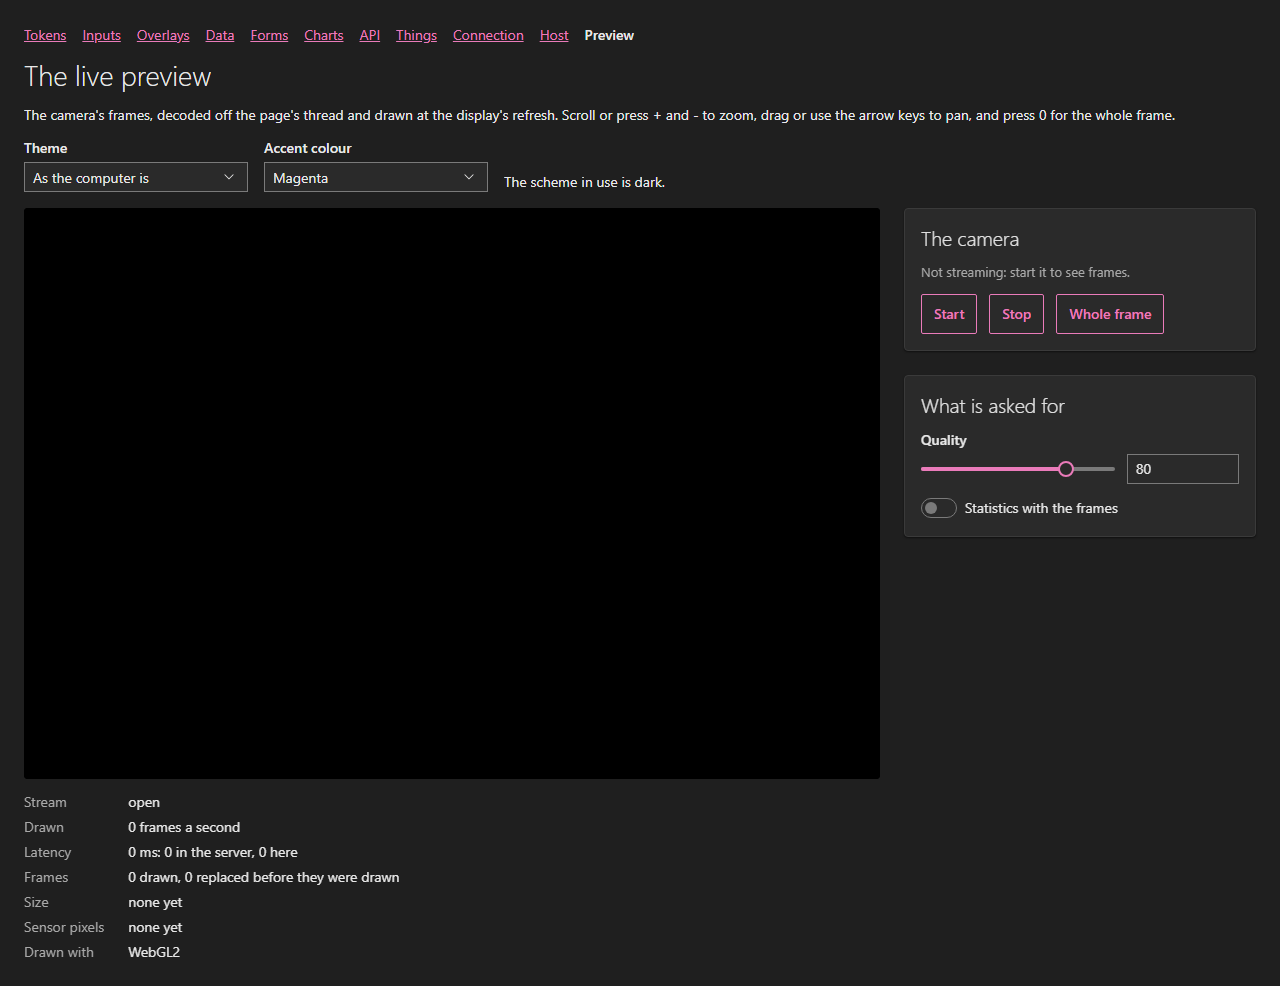 Tokens Inputs Overlays Data Forms Charts API Things Connection Host Preview
The live preview
The camera's frames, decoded off the page's thread and drawn at the display's refresh. Scroll or press + and - to zoom, drag or use the arrow keys to pan, and press 0 for the whole frame.
Theme Accent colour
As the computer is Magenta The scheme in use is dark.
The camera
Not streaming: start it to see frames.
Start Stop Whole frame
What is asked for
Quality
80
Statistics with the frames
Stream open
Drawn 0 frames a second
Latency 0 ms: 0 in the server, 0 here
Frames 0 drawn, 0 replaced before they were drawn
Size none yet
Sensor pixels none yet
Drawn with WebGL2